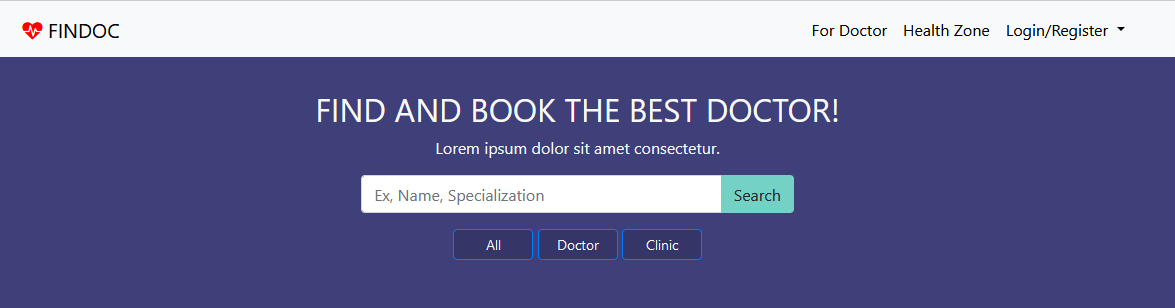 FINDOC
For Doctor Health Zone Login/Register
FIND AND BOOK THE BEST DOCTOR!
Lorem ipsum dolor sit amet consectetur.
Ex, Name, Specialization Search
All Doctor Clinic